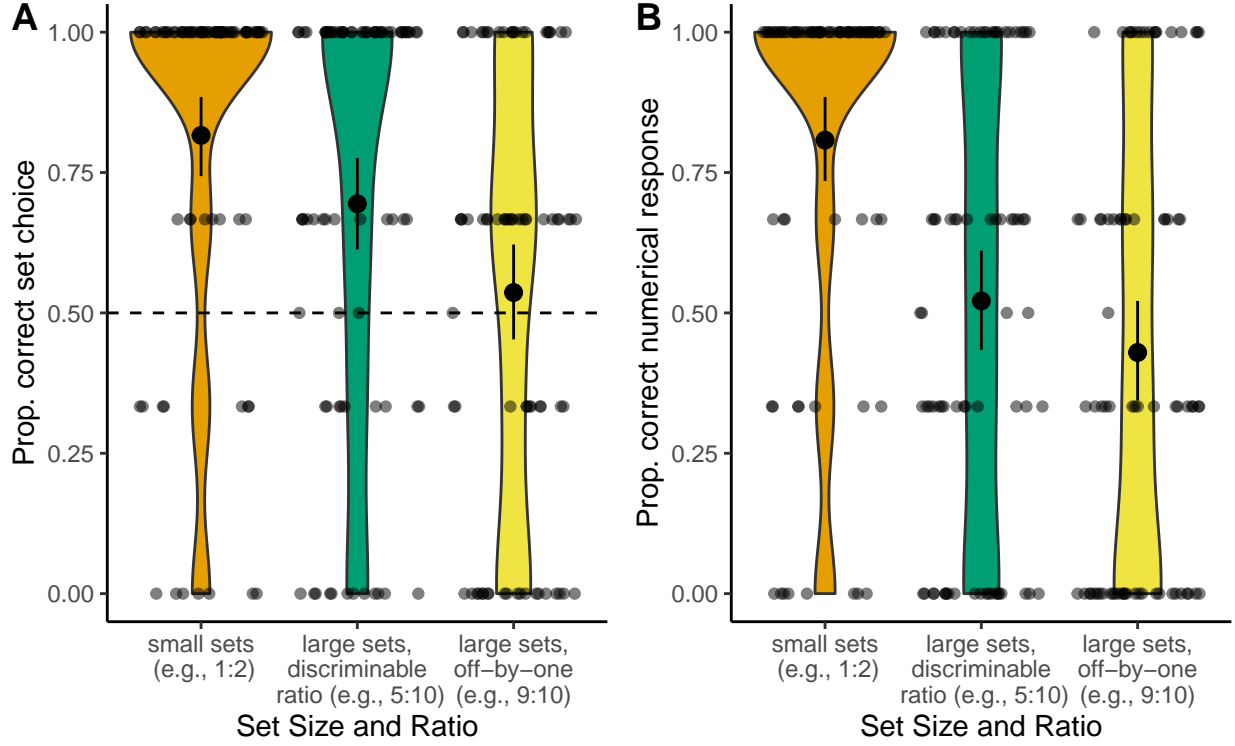 A
Prop. correct set choice
1.00
0.75
0.50
0.25
0.00
small sets
(e.g., 1:2)
large sets,
discriminable
ratio (e.g., 5:10)
large sets,
off−by−one
(e.g., 9:10)
Set Size and Ratio
B
Prop. correct numerical response
1.00
0.75
0.50
0.25
0.00
small sets
(e.g., 1:2)
large sets,
discriminable
ratio (e.g., 5:10)
large sets,
off−by−one
(e.g., 9:10)
Set Size and Ratio